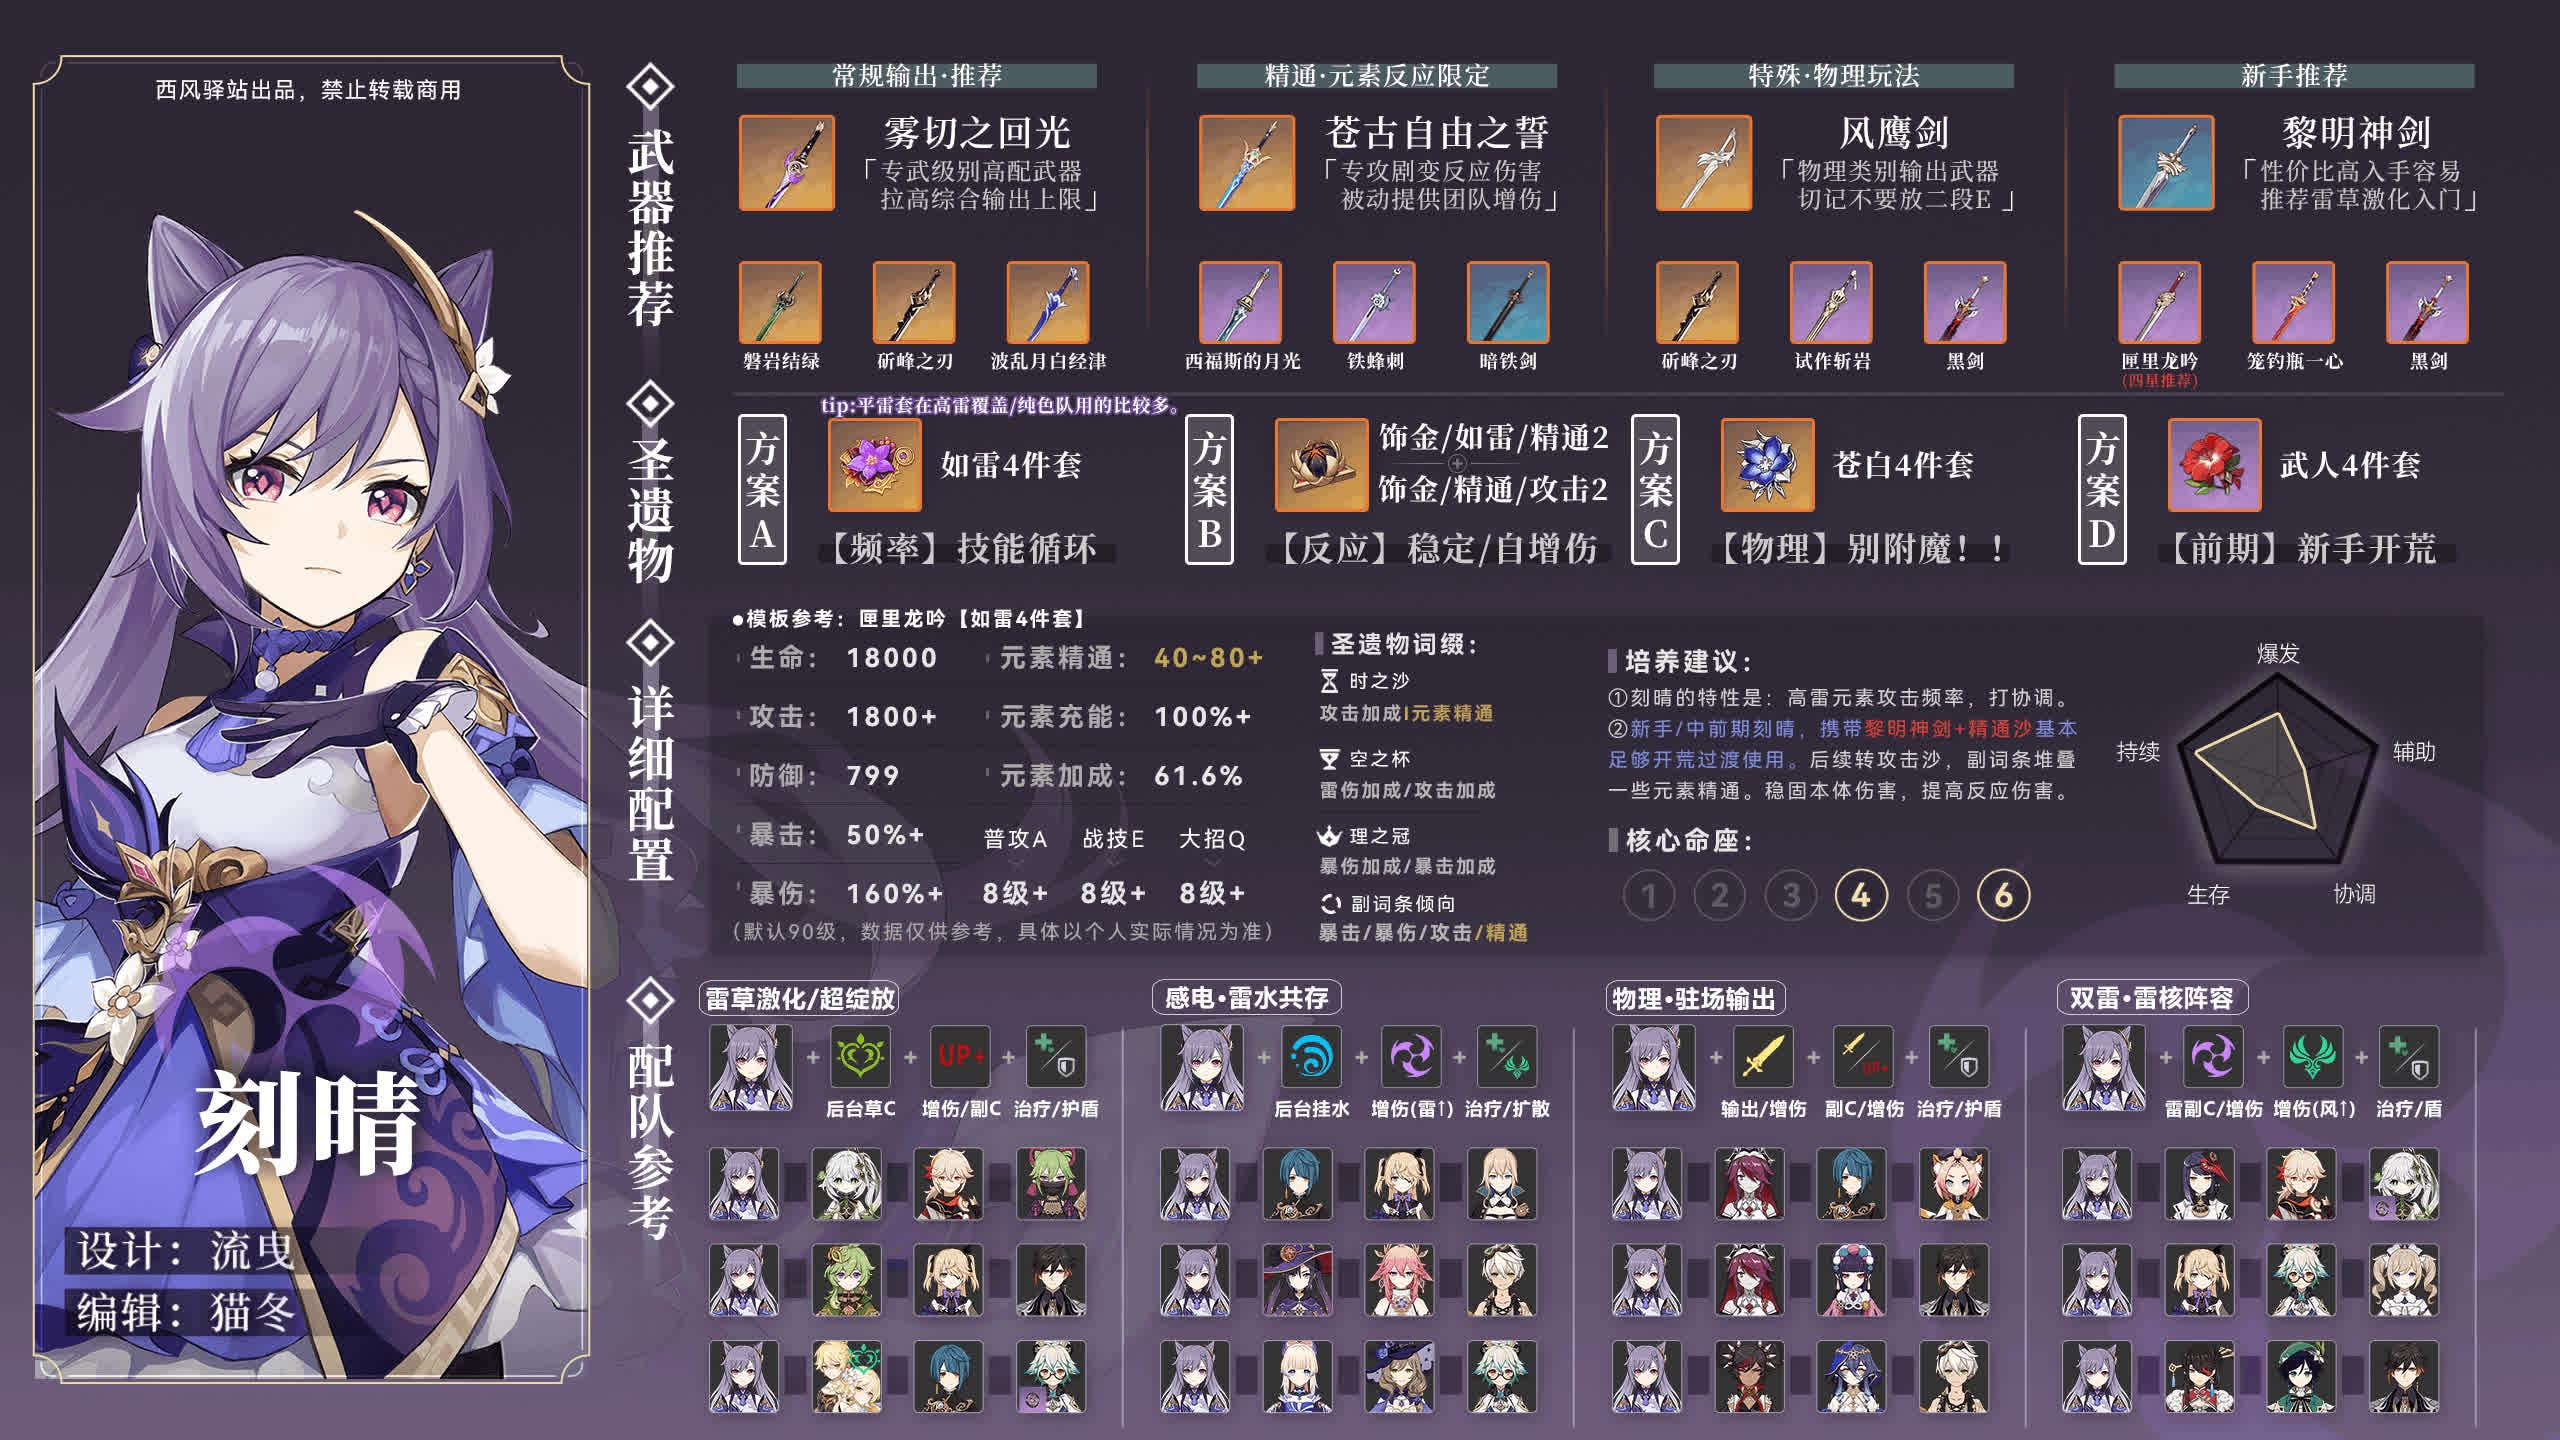 西风驿站出品，禁止转载商用
刻晴
设计：流曳
编辑：猫冬
武器推荐
常规输出·推荐
雾切之回光
「专武级别高配武器
拉高综合输出上限」
磐岩结绿
斫峰之刃
波乱月白经津
精通·元素反应限定
苍古自由之誓
「专攻剧变反应伤害
被动提供团队增伤」
西福斯的月光
铁蜂刺
暗铁剑
特殊·物理玩法
风鹰剑
「物理类别输出武器
切记不要放二段E」
斫峰之刃
试作斩岩
黑剑
新手推荐
黎明神剑
「性价比高入手容易
推荐雷草激化入门」
匣里龙吟
(四星推荐)
笼钓瓶一心
黑剑
圣遗物
tip:平雷套在高雷覆盖/纯色队用的比较多。
方案A
如雷4件套
【频率】技能循环
方案B
饰金/如雷/精通2
饰金/精通/攻击2
【反应】稳定/自增伤
方案C
苍白4件套
【物理】别附魔！！
方案D
武人4件套
【前期】新手开荒
详细配置
●模板参考：匣里龙吟【如雷4件套】
生命：18000
元素精通：40~80+
攻击：1800+
元素充能：100%+
防御：799
元素加成：61.6%
暴击：50%+
普攻A 战技E 大招Q
暴伤：160%+
8级+ 8级+ 8级+
(默认90级，数据仅供参考，具体以个人实际情况为准)
圣遗物词缀：
时之沙
攻击加成|元素精通
空之杯
雷伤加成/攻击加成
理之冠
暴伤加成/暴击加成
副词条倾向
暴击/暴伤/攻击/精通
培养建议：
①刻晴的特性是：高雷元素攻击频率，打协调。
②新手/中前期刻晴，携带黎明神剑+精通沙基本
足够开荒过渡使用。后续转攻击沙，副词条堆叠
一些元素精通。稳固本体伤害，提高反应伤害。
核心命座：
1 2 3 4 5 6
爆发
持续
辅助
生存
协调
配队参考
雷草激化/超绽放
+ + UP+ +
后台草C 增伤/副C 治疗/护盾
感电·雷水共存
+ + +
后台挂水 增伤(雷↑) 治疗/扩散
物理·驻场输出
+ + UP+ +
输出/增伤 副C/增伤 治疗/护盾
双雷·雷核阵容
+ + +
雷副C/增伤 增伤(风↑) 治疗/盾